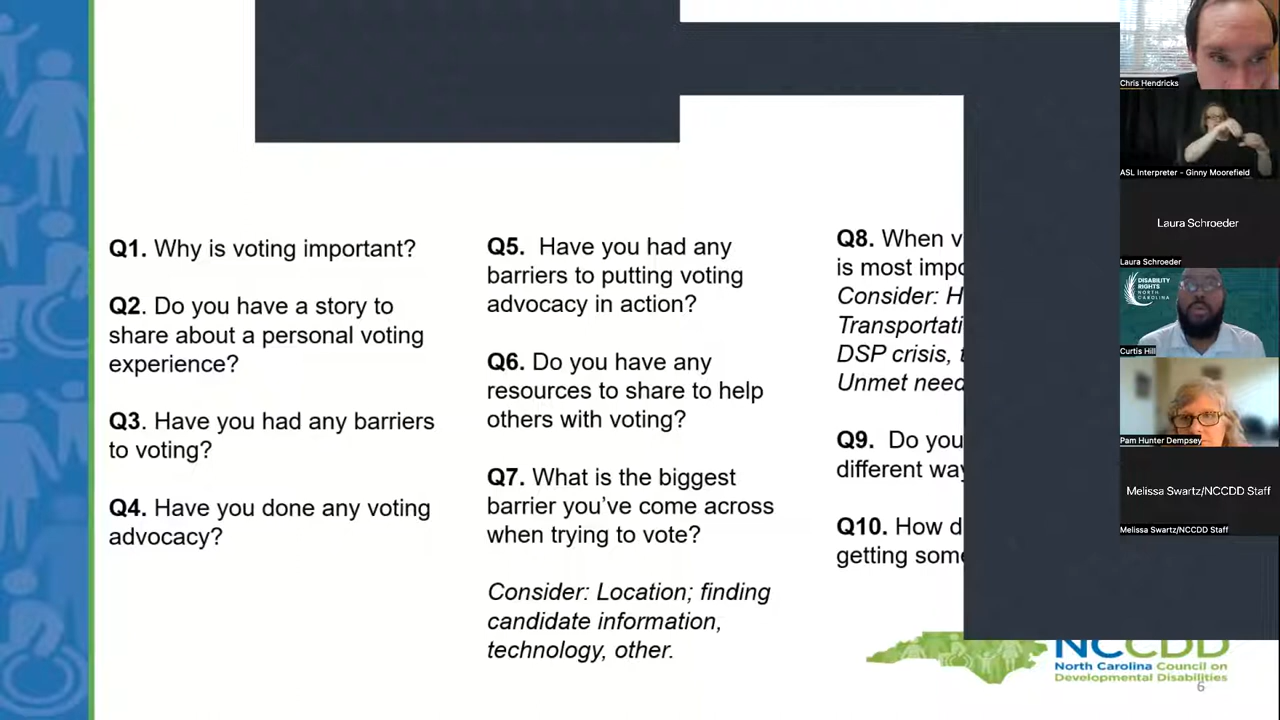 Q1. Why is voting important?
Q2. Do you have a story to
share about a personal voting
experience?
Q3. Have you had any barriers
to voting?
Q4. Have you done any voting
advocacy?
Q5. Have you had any
barriers to putting voting
advocacy in action?
Q6. Do you have any
resources to share to help
others with voting?
Q7. What is the biggest
barrier you’ve come across
when trying to vote?
Consider: Location; finding
candidate information,
technology, other.
Q8. When
is most
Consider:
DSP crisis,
Unmet
Q9. Do you
different
Q10. How
getting
NCCDD
North Carolina Council on
Developmental Disabilities
6
Chris Hendricks
ASL Interpreter - Ginny Moorefield
Laura Schroeder
Laura Schroeder
DISABILITY
RIGHTS
NORTH
CAROLINA
Curtis Hill
Pam Hunter Dempsey
Melissa Swartz/NCCDD Staff
Melissa Swartz/NCCDD Staff